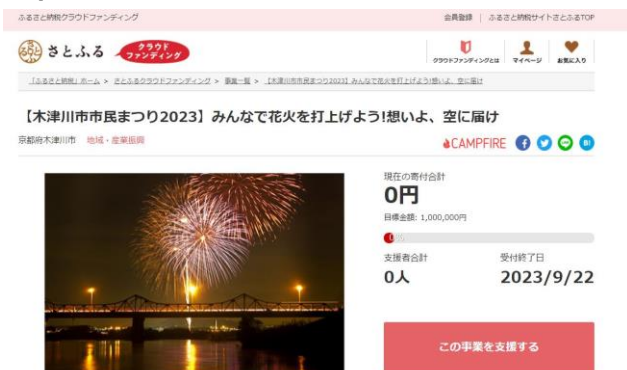 ふるさと納税クラウドファンディング
会員登録 | ふるさと納税サイトさとふるTOP
さとふる クラウドファンディング
クラウドファンディングとは マイページ お気に入り
「ふるさと納税」ホーム > さとふるクラウドファンディング > 事業一覧 > 【木津川市市民まつり2023】みんなで花火を打上げよう!想いよ、空に届け
【木津川市市民まつり2023】みんなで花火を打上げよう!想いよ、空に届け
京都府木津川市 地域・産業振興
CAMPFIRE
現在の寄付合計
0円
目標金額: 1,000,000円
支援者合計 受付終了日
0人 2023/9/22
この事業を支援する